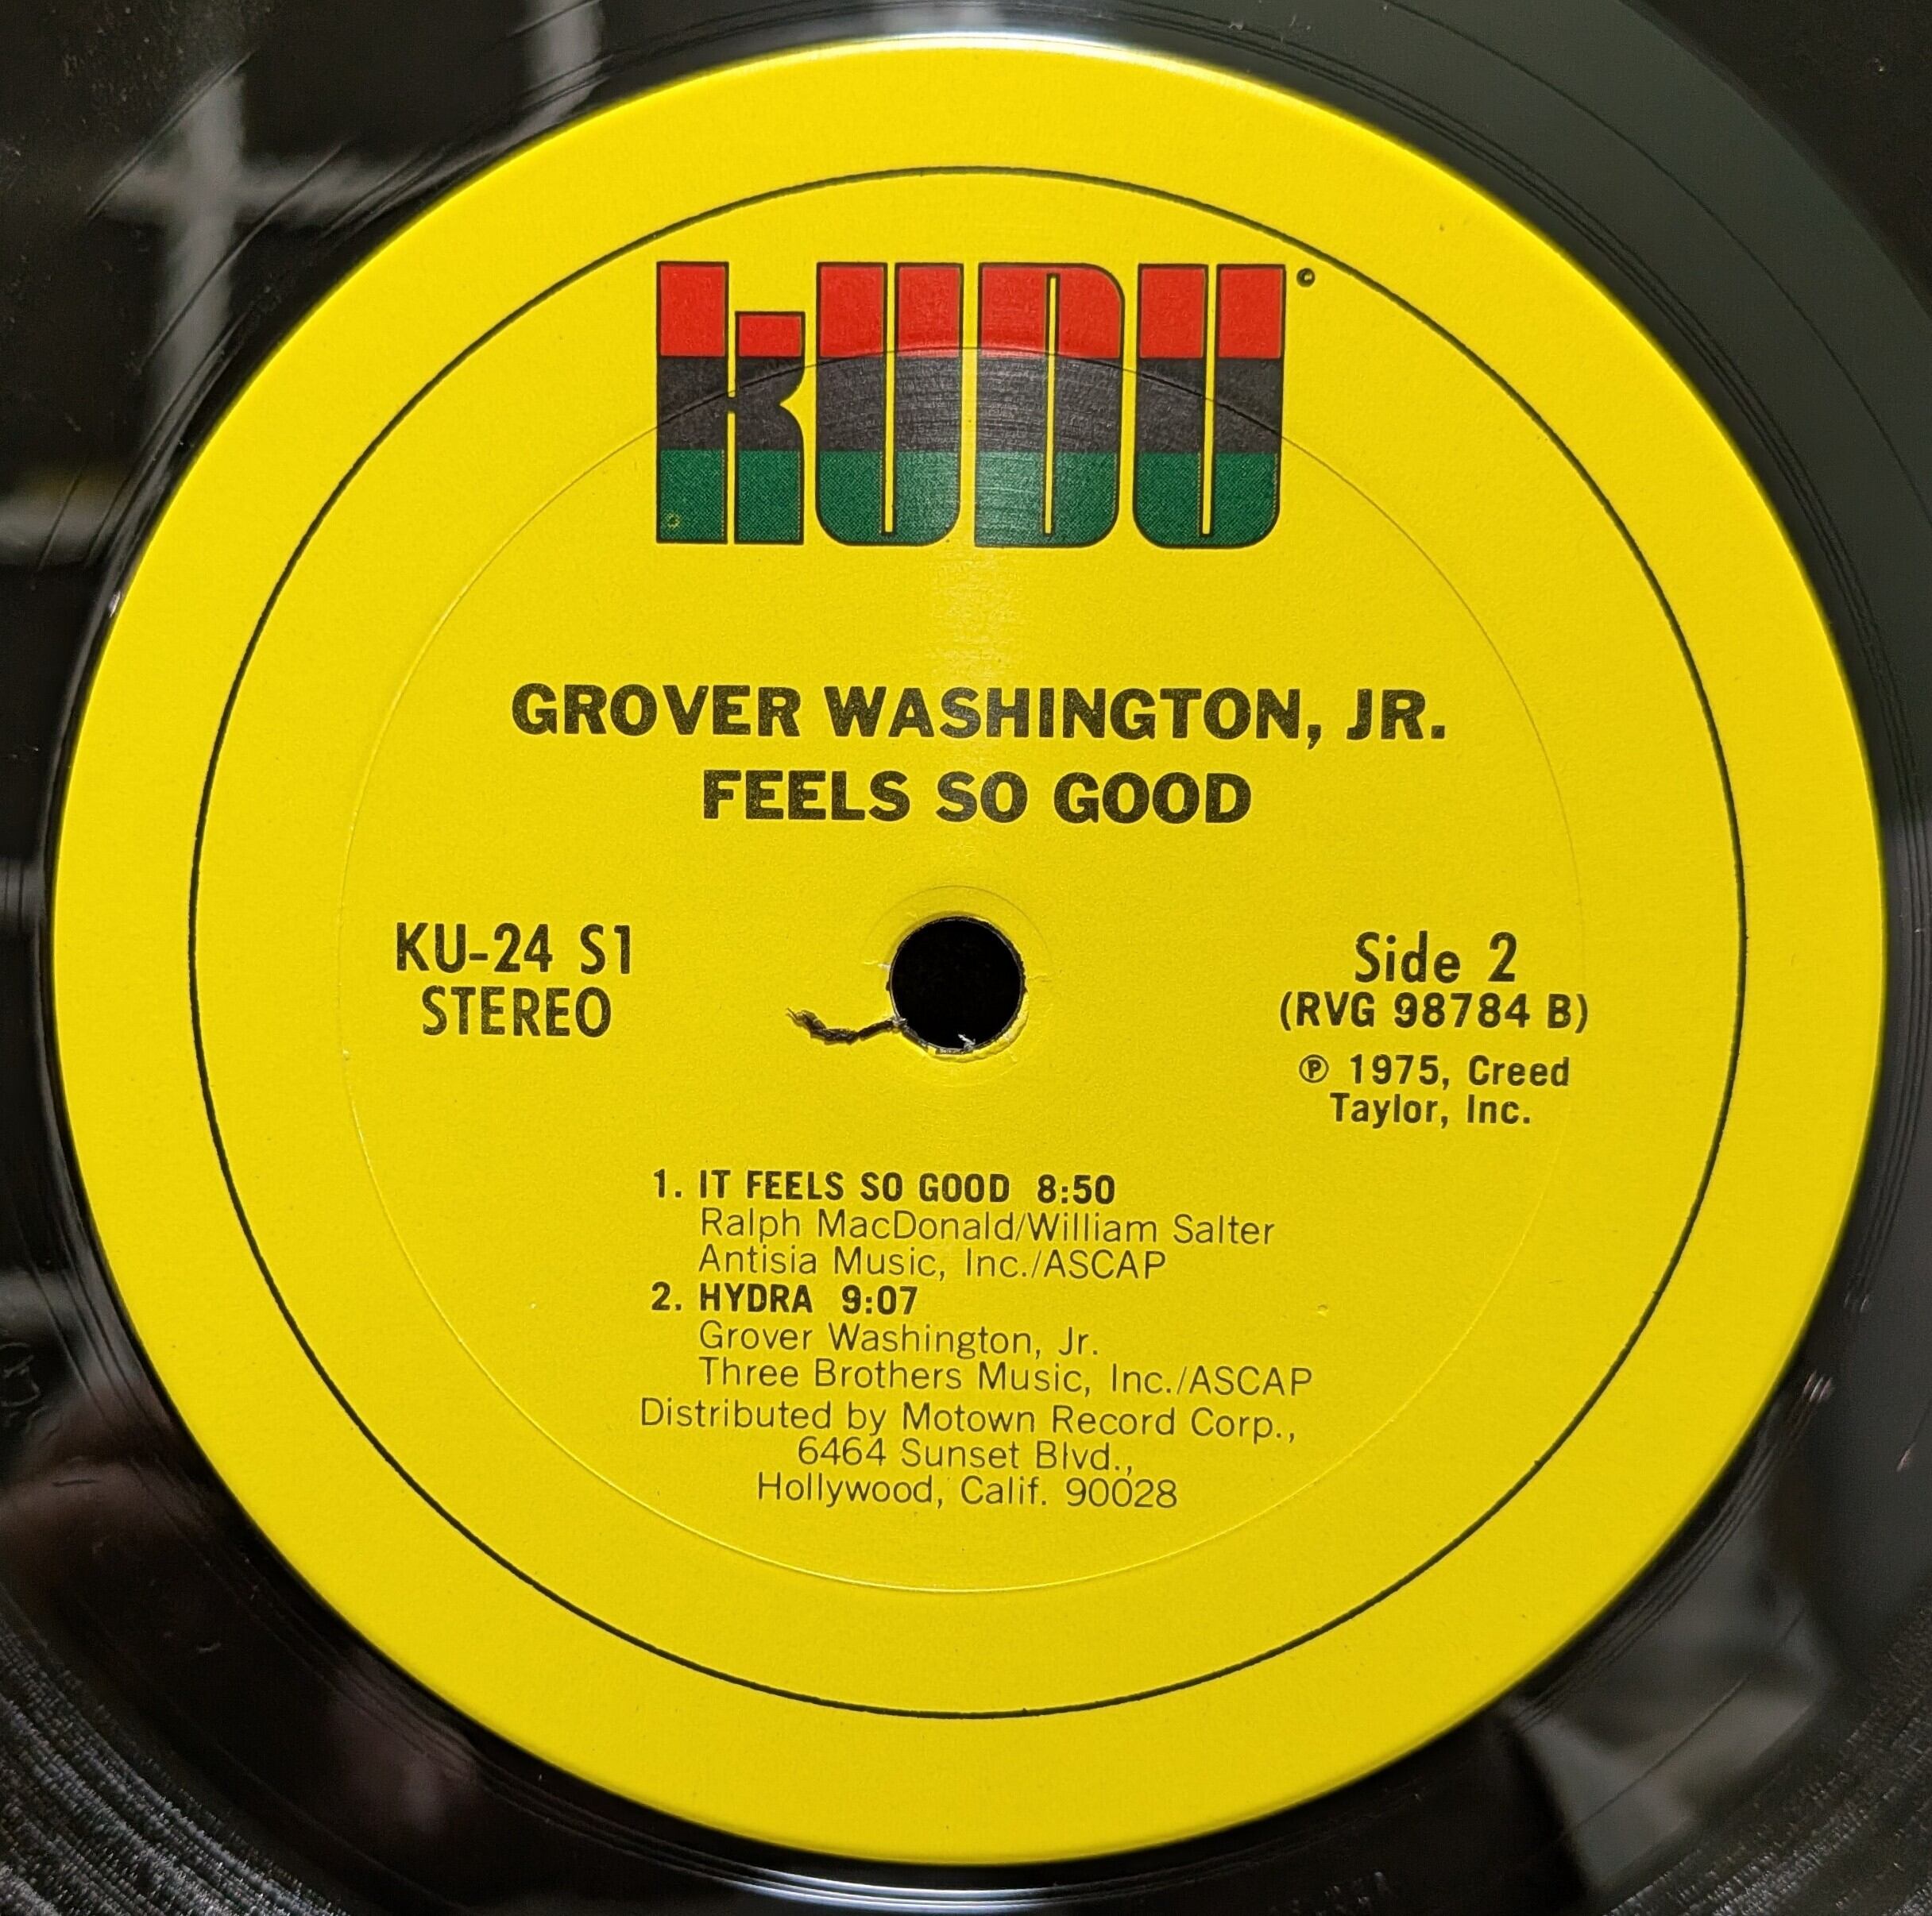 KUDU
GROVER WASHINGTON, JR.
FEELS SO GOOD
KU-24 S1
STEREO
Side 2
(RVG 98784 B)
℗ 1975, Creed
Taylor, Inc.
1. IT FEELS SO GOOD 8:50
Ralph MacDonald/William Salter
Antisia Music, Inc./ASCAP
2. HYDRA 9:07
Grover Washington, Jr.
Three Brothers Music, Inc./ASCAP
Distributed by Motown Record Corp.,
6464 Sunset Blvd.,
Hollywood, Calif. 90028